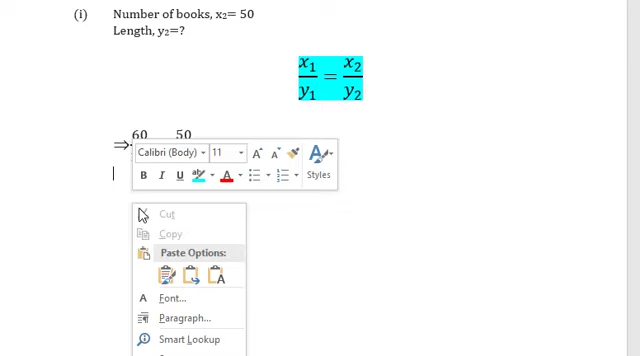 (i) Number of books, x₂= 50
Length, y₂=?
x₁/y₁ = x₂/y₂
⇒ 60 50
Calibri (Body) 11 A A A
B I U ab A Styles
Cut
Copy
Paste Options:
A
A Font...
Paragraph...
Smart Lookup